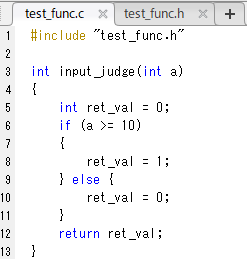 test_func.c × test_func.h × +
1 #include "test_func.h"
2
3 int input_judge(int a)
4 {
5     int ret_val = 0;
6     if (a >= 10)
7     {
8         ret_val = 1;
9     } else {
10         ret_val = 0;
11     }
12     return ret_val;
13 }